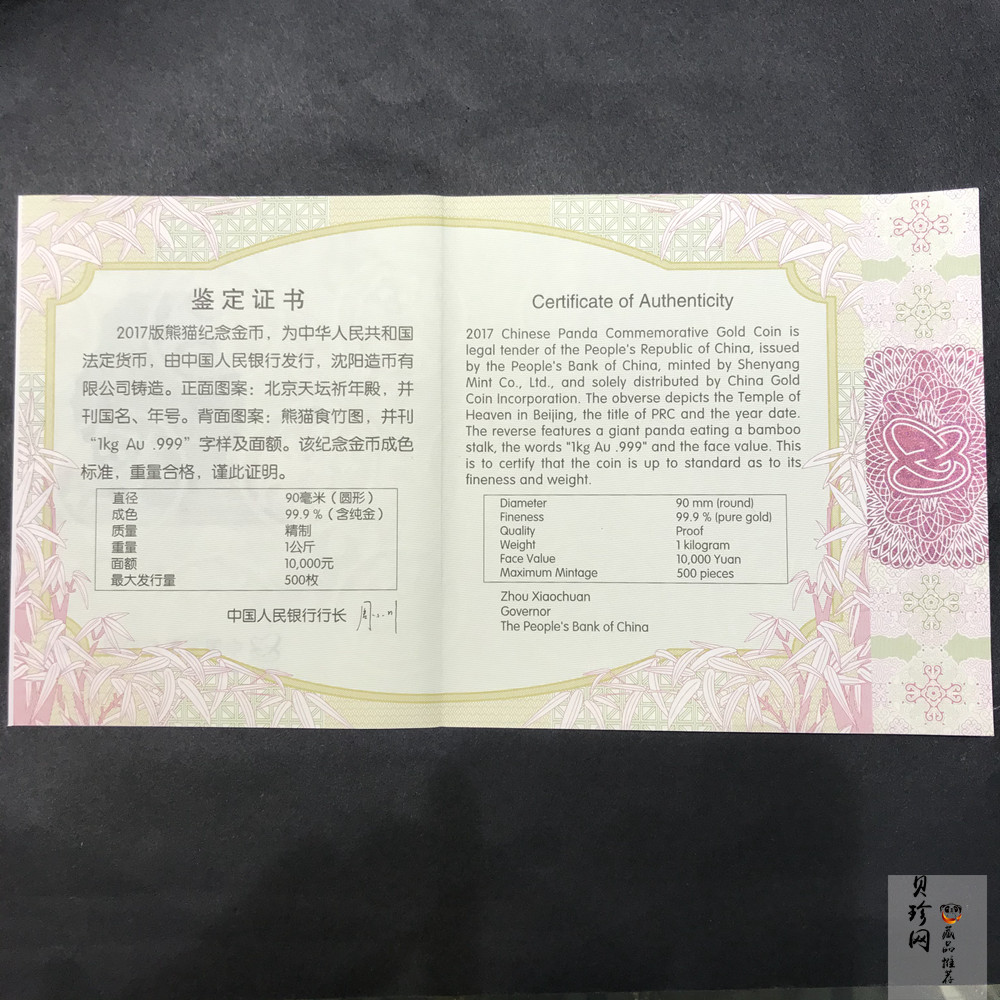 鉴定证书
2017版熊猫纪念金币，为中华人民共和国
法定货币，由中国人民银行发行，沈阳造币有
限公司铸造。正面图案：北京天坛祈年殿，并
刊国名、年号。背面图案：熊猫食竹图，并刊
“1kg Au .999”字样及面额。该纪念金币成色
标准，重量合格，谨此证明。
直径 90毫米（圆形）
成色 99.9％（含纯金）
质量 精制
重量 1公斤
面额 10,000元
最大发行量 500枚
中国人民银行行长
Certificate of Authenticity
2017 Chinese Panda Commemorative Gold Coin is
legal tender of the People's Republic of China, issued
by the People's Bank of China, minted by Shenyang
Mint Co., Ltd., and solely distributed by China Gold
Coin Incorporation. The obverse depicts the Temple of
Heaven in Beijing, the title of PRC and the year date.
The reverse features a giant panda eating a bamboo
stalk, the words "1kg Au .999" and the face value. This
is to certify that the coin is up to standard as to its
fineness and weight.
Diameter 90 mm (round)
Fineness 99.9 % (pure gold)
Quality Proof
Weight 1 kilogram
Face Value 10,000 Yuan
Maximum Mintage 500 pieces
Zhou Xiaochuan
Governor
The People's Bank of China
贝珍网
藏品推荐